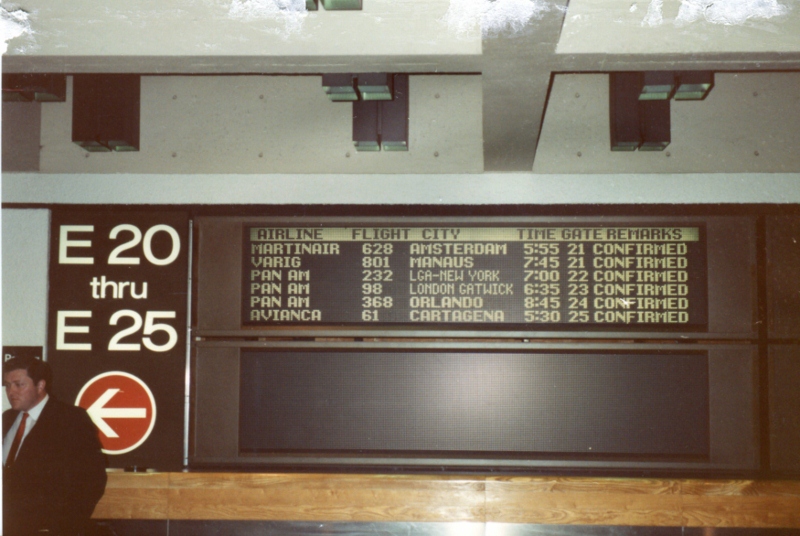 E 20
thru
E 25
AIRLINE FLIGHT CITY TIME GATE REMARKS
MARTINAIR 628 AMSTERDAM 5:55 21 CONFIRMED
VARIG 801 MANAUS 7:45 21 CONFIRMED
PAN AM 232 LGA-NEW YORK 7:00 22 CONFIRMED
PAN AM 98 LONDON GATWICK 6:35 23 CONFIRMED
PAN AM 368 ORLANDO 8:45 24 CONFIRMED
AVIANCA 61 CARTAGENA 5:30 25 CONFIRMED